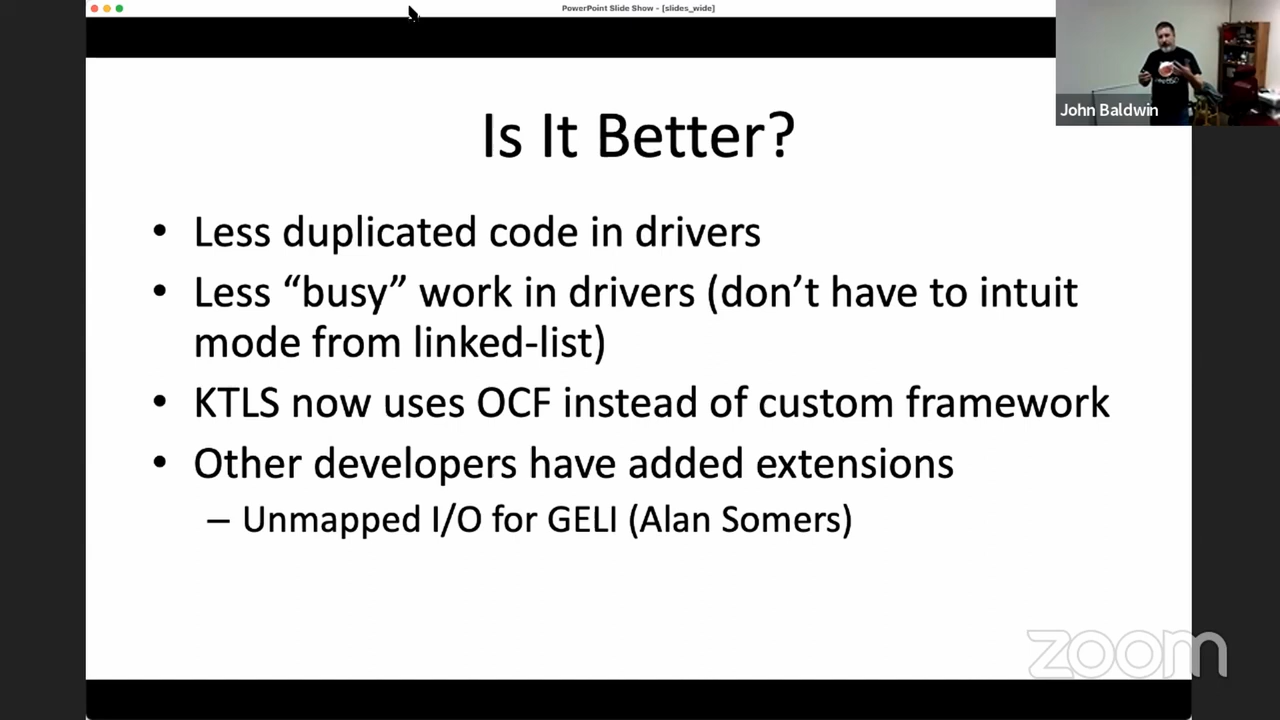 PowerPoint Slide Show - [slides_wide]
John Baldwin
Is It Better?
• Less duplicated code in drivers
• Less “busy” work in drivers (don’t have to intuit
mode from linked-list)
• KTLS now uses OCF instead of custom framework
• Other developers have added extensions
– Unmapped I/O for GELI (Alan Somers)
zoom